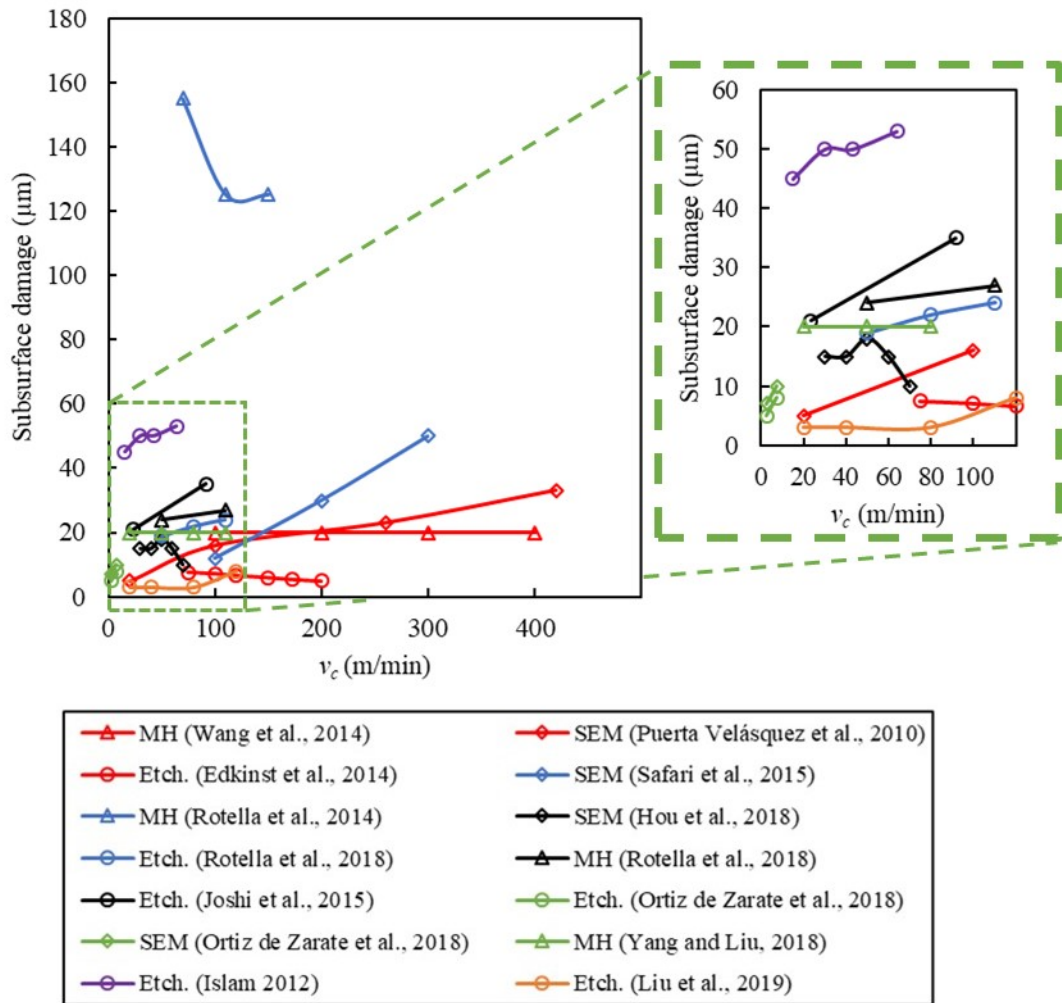 180
160
140
120
100
80
60
40
20
0
Subsurface damage (µm)
0 100 200 300 400
v_c (m/min)
60
50
40
30
20
10
0
Subsurface damage (µm)
0 20 40 60 80 100
v_c (m/min)
MH (Wang et al., 2014) SEM (Puerta Velásquez et al., 2010)
Etch. (Edkinst et al., 2014) SEM (Safari et al., 2015)
MH (Rotella et al., 2014) SEM (Hou et al., 2018)
Etch. (Rotella et al., 2018) MH (Rotella et al., 2018)
Etch. (Joshi et al., 2015) Etch. (Ortiz de Zarate et al., 2018)
SEM (Ortiz de Zarate et al., 2018) MH (Yang and Liu, 2018)
Etch. (Islam 2012) Etch. (Liu et al., 2019)